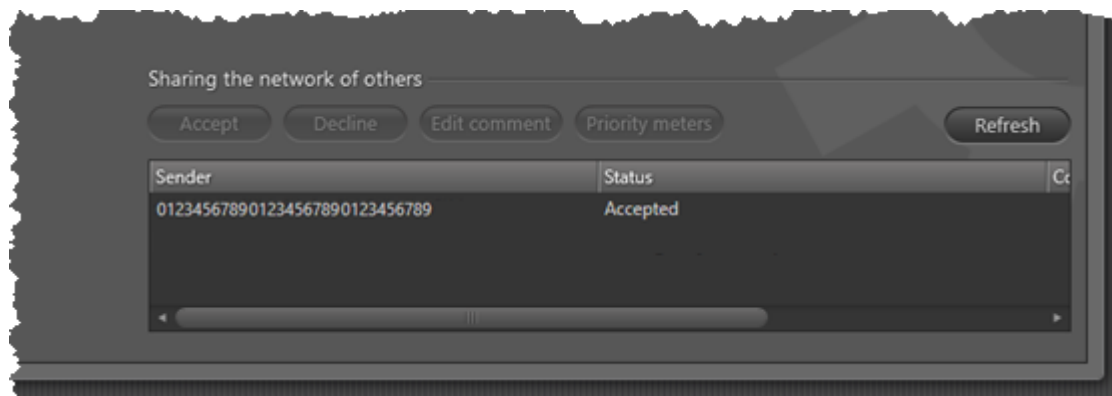 Sharing the network of others
Accept Decline Edit comment Priority meters Refresh
Sender Status
012345678901234567890123456789 Accepted